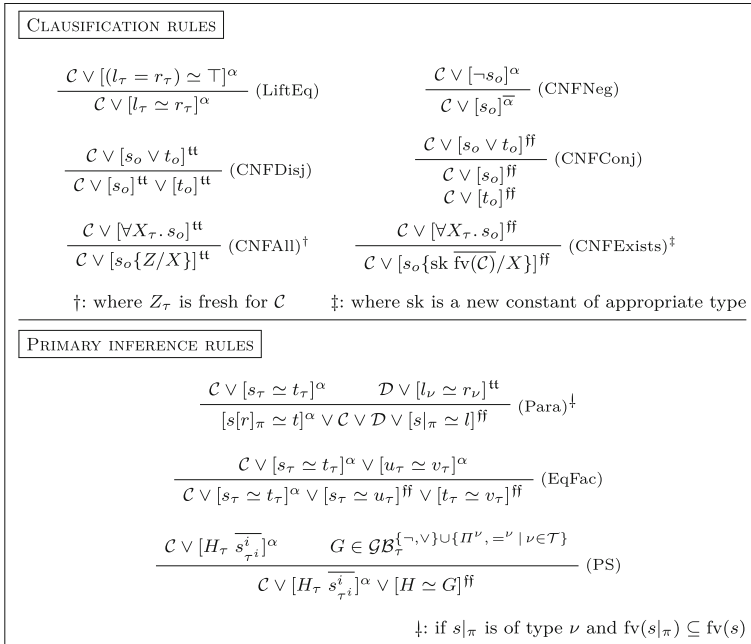 CLAUSIFICATION RULES
𝒞 ∨ [(l_τ = r_τ) ≃ ⊤]^α
𝒞 ∨ [l_τ ≃ r_τ]^α
(LiftEq)
𝒞 ∨ [¬s_o]^α
𝒞 ∨ [s_o]^{\overline{α}}
(CNFNeg)
𝒞 ∨ [s_o ∨ t_o]^𝔱𝔱
𝒞 ∨ [s_o]^𝔱𝔱 ∨ [t_o]^𝔱𝔱
(CNFDisj)
𝒞 ∨ [s_o ∨ t_o]^𝔣𝔣
𝒞 ∨ [s_o]^𝔣𝔣
𝒞 ∨ [t_o]^𝔣𝔣
(CNFConj)
𝒞 ∨ [∀X_τ. s_o]^𝔱𝔱
𝒞 ∨ [s_o{Z/X}]^𝔱𝔱
(CNFAll)^†
𝒞 ∨ [∀X_τ. s_o]^𝔣𝔣
𝒞 ∨ [s_o{sk \overline{fv(𝒞)}/X}]^𝔣𝔣
(CNFExists)^‡
†: where Z_τ is fresh for 𝒞 ‡: where sk is a new constant of appropriate type
PRIMARY INFERENCE RULES
𝒞 ∨ [s_τ ≃ t_τ]^α 𝒟 ∨ [l_ν ≃ r_ν]^𝔱𝔱
[s[r]_π ≃ t]^α ∨ 𝒞 ∨ 𝒟 ∨ [s|_π ≃ l]^𝔣𝔣
(Para)^⸸
𝒞 ∨ [s_τ ≃ t_τ]^α ∨ [u_τ ≃ v_τ]^α
𝒞 ∨ [s_τ ≃ t_τ]^α ∨ [s_τ ≃ u_τ]^𝔣𝔣 ∨ [t_τ ≃ v_τ]^𝔣𝔣
(EqFac)
𝒞 ∨ [H_τ \overline{s^i_{τ^i}}]^α G ∈ 𝒢ℬ_τ^{{¬,∨}∪{Π^ν,=^ν | ν∈𝒯}}
𝒞 ∨ [H_τ \overline{s^i_{τ^i}}]^α ∨ [H ≃ G]^𝔣𝔣
(PS)
⸸: if s|_π is of type ν and fv(s|_π) ⊆ fv(s)